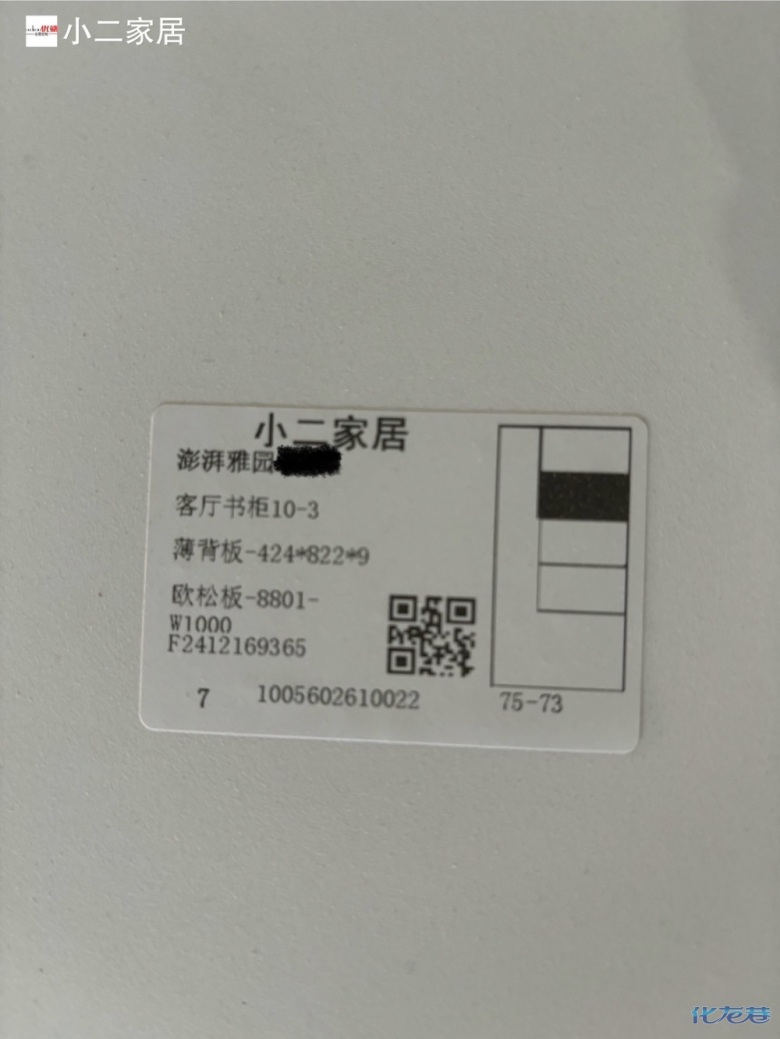 小二家居
小二家居
澎湃雅园
客厅书柜10-3
薄背板-424*822*9
欧松板-8801-
W1000
F2412169365
7 1005602610022 75-73
化龙巷